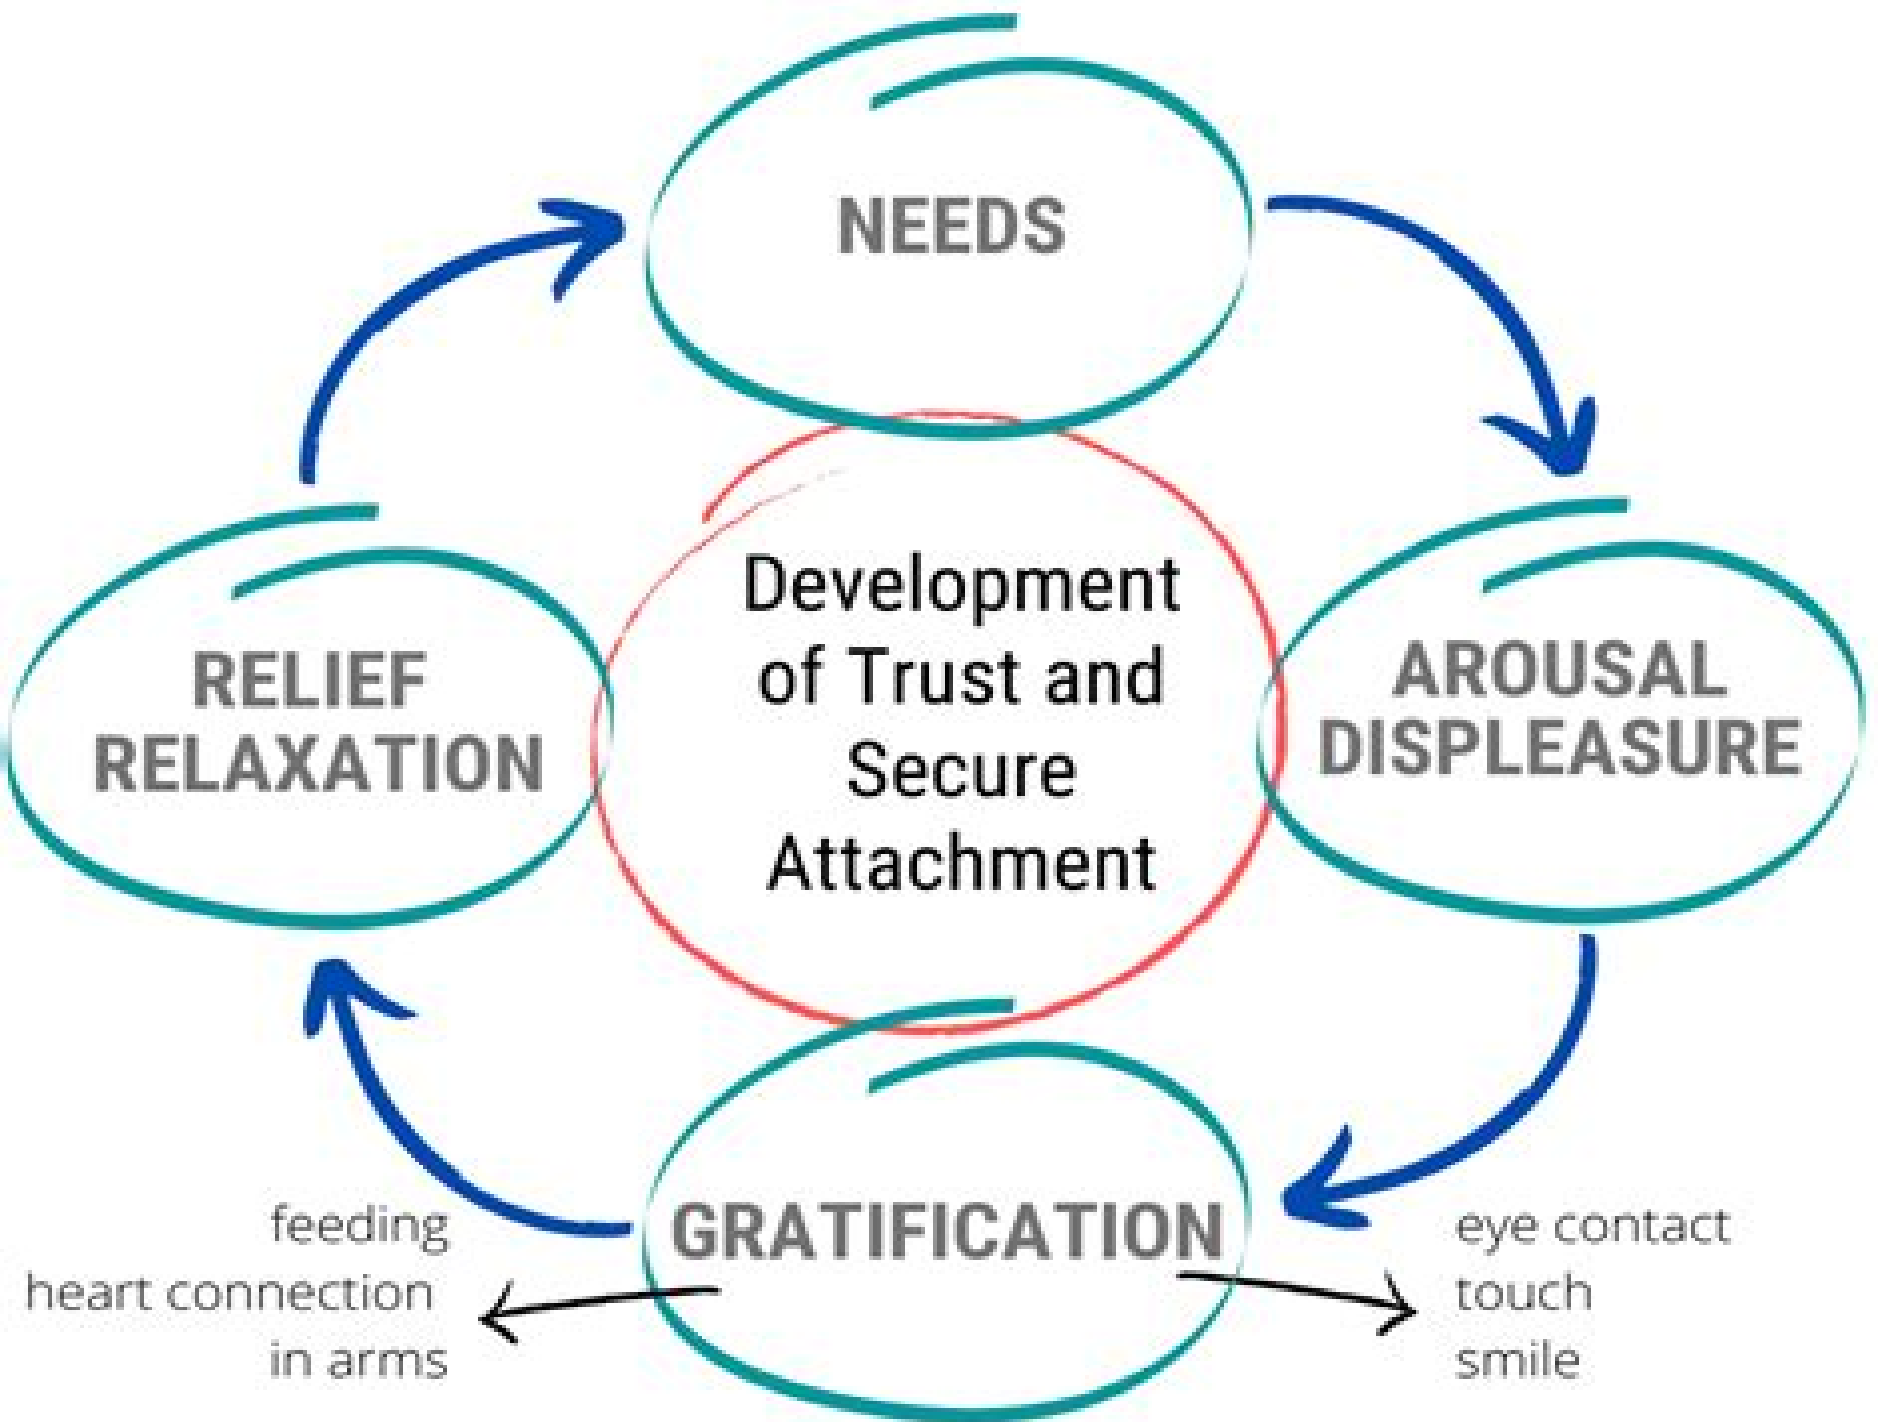 NEEDS
RELIEF
RELAXATION
Development
of Trust and
Secure
Attachment
AROUSAL
DISPLEASURE
GRATIFICATION
feeding
heart connection
in arms
eye contact
touch
smile